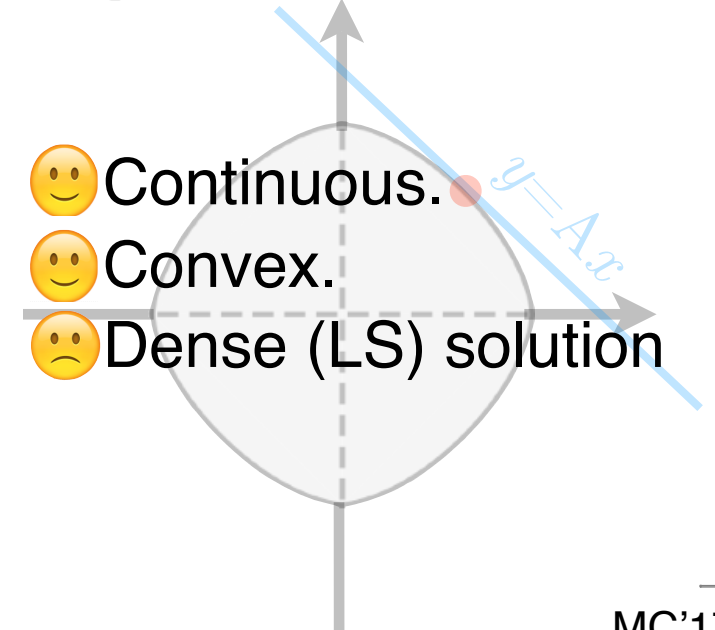 Continuous.
y=Ax
Convex.
Dense (LS) solution